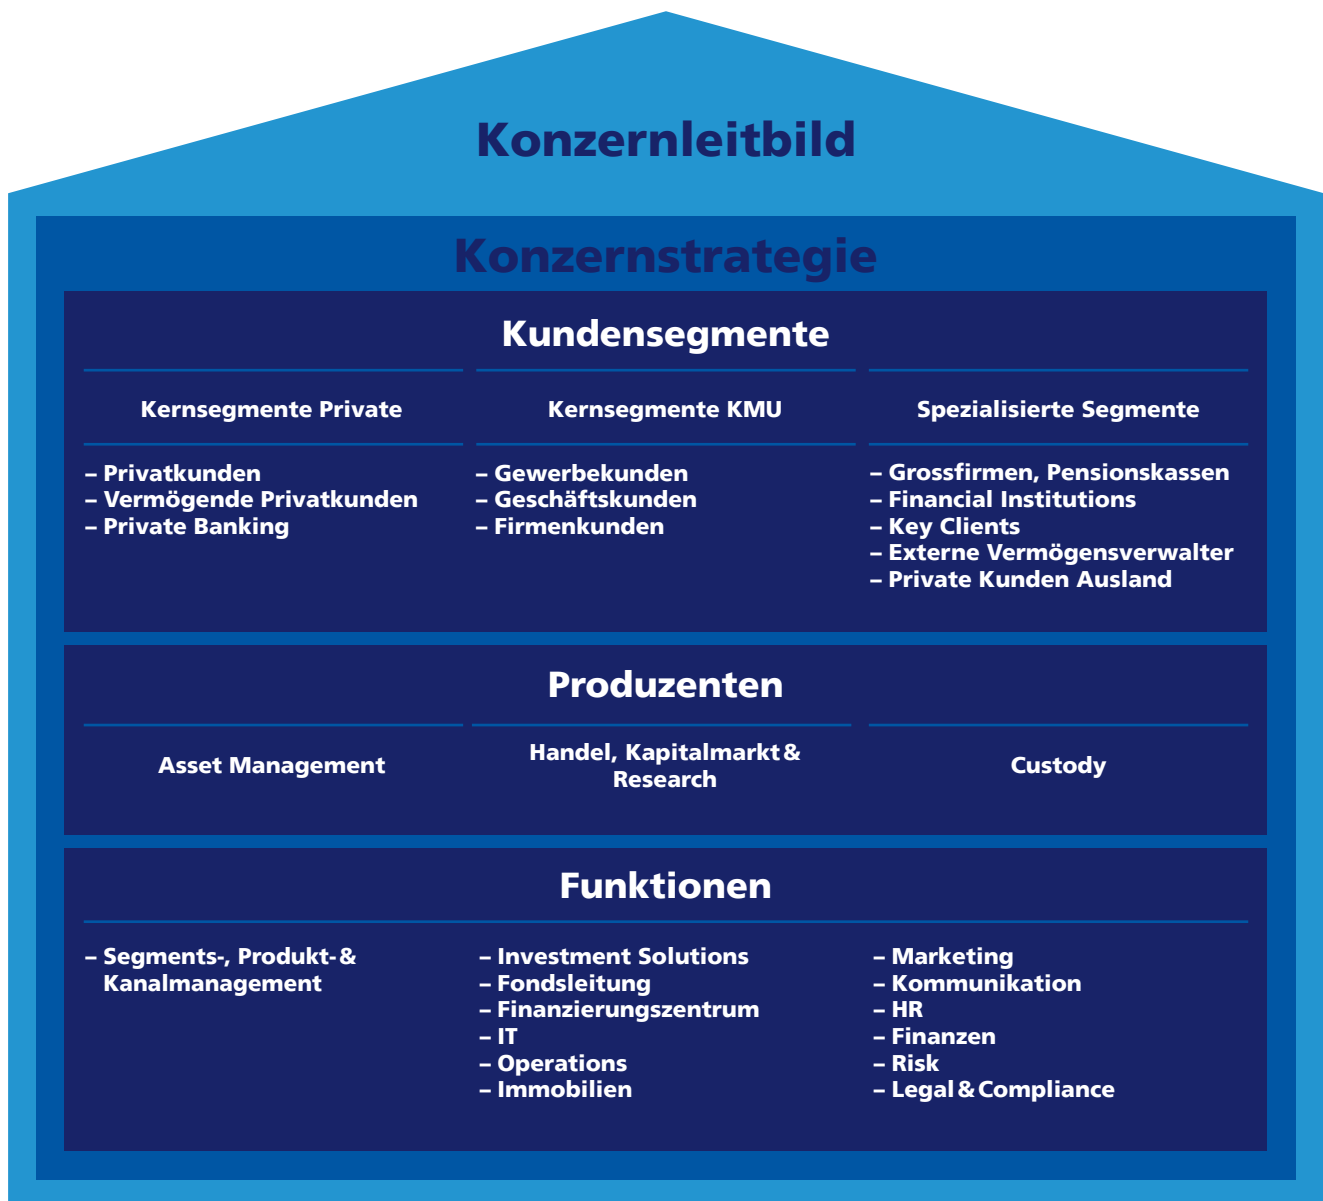 Konzernleitbild
Konzernstrategie
Kundensegmente
Kernsegmente Private
– Privatkunden
– Vermögende Privatkunden
– Private Banking
Kernsegmente KMU
– Gewerbekunden
– Geschäftskunden
– Firmenkunden
Spezialisierte Segmente
– Grossfirmen, Pensionskassen
– Financial Institutions
– Key Clients
– Externe Vermögensverwalter
– Private Kunden Ausland
Produzenten
Asset Management
Handel, Kapitalmarkt &
Research
Custody
Funktionen
– Segments-, Produkt- &
Kanalmanagement
– Investment Solutions
– Fondsleitung
– Finanzierungszentrum
– IT
– Operations
– Immobilien
– Marketing
– Kommunikation
– HR
– Finanzen
– Risk
– Legal & Compliance